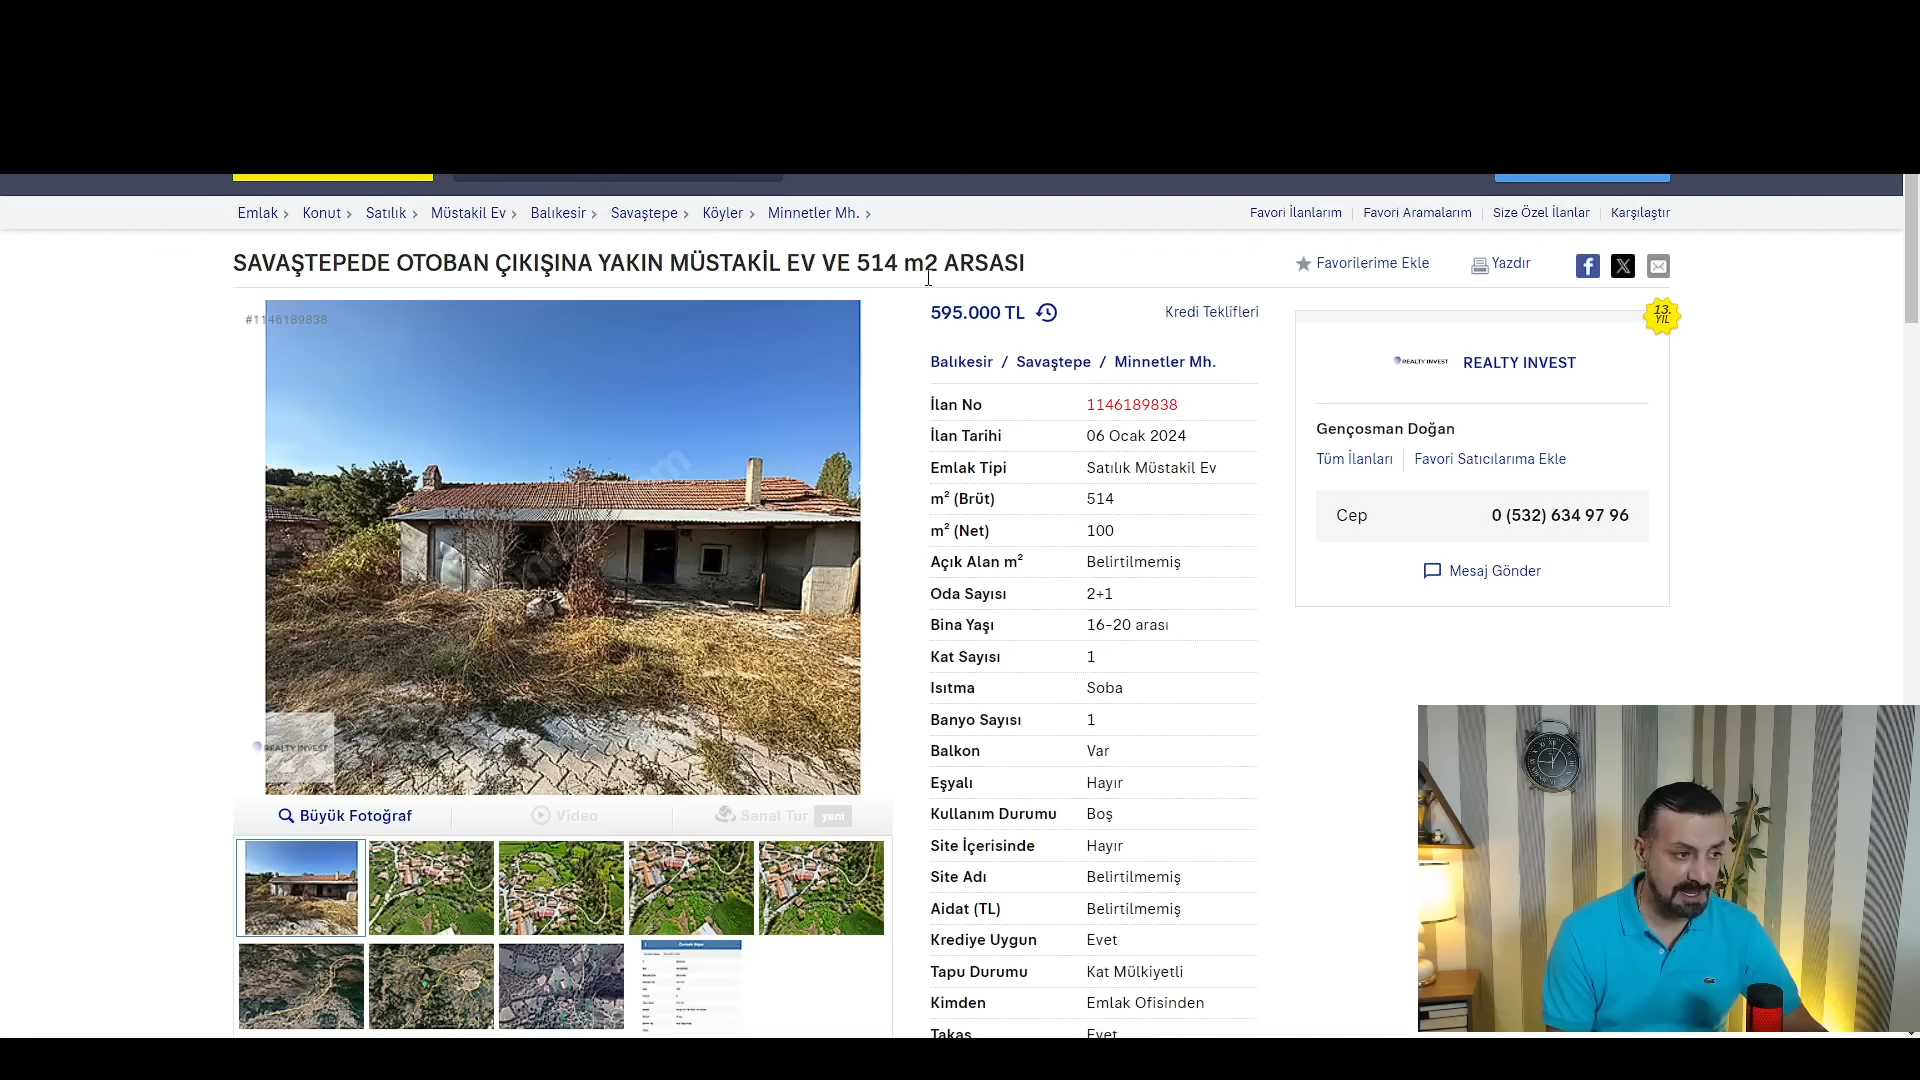 Emlak > Konut > Satılık > Müstakil Ev > Balıkesir > Savaştepe > Köyler > Minnetler Mh. >
Favori İlanlarım | Favori Aramalarım | Size Özel İlanlar | Karşılaştır
SAVAŞTEPEDE OTOBAN ÇIKIŞINA YAKIN MÜSTAKİL EV VE 514 m2 ARSASI
Favorilerime Ekle
Yazdır
#1146189838
REALTY INVEST
Büyük Fotoğraf
Video
Sanal Tur yeni
595.000 TL
Kredi Teklifleri
Balıkesir / Savaştepe / Minnetler Mh.
İlan No 1146189838
İlan Tarihi 06 Ocak 2024
Emlak Tipi Satılık Müstakil Ev
m² (Brüt) 514
m² (Net) 100
Açık Alan m² Belirtilmemiş
Oda Sayısı 2+1
Bina Yaşı 16-20 arası
Kat Sayısı 1
Isıtma Soba
Banyo Sayısı 1
Balkon Var
Eşyalı Hayır
Kullanım Durumu Boş
Site İçerisinde Hayır
Site Adı Belirtilmemiş
Aidat (TL) Belirtilmemiş
Krediye Uygun Evet
Tapu Durumu Kat Mülkiyetli
Kimden Emlak Ofisinden
Takas Evet
13.
YIL
REALTY INVEST REALTY INVEST
Gençosman Doğan
Tüm İlanları | Favori Satıcılarıma Ekle
Cep 0 (532) 634 97 96
Mesaj Gönder